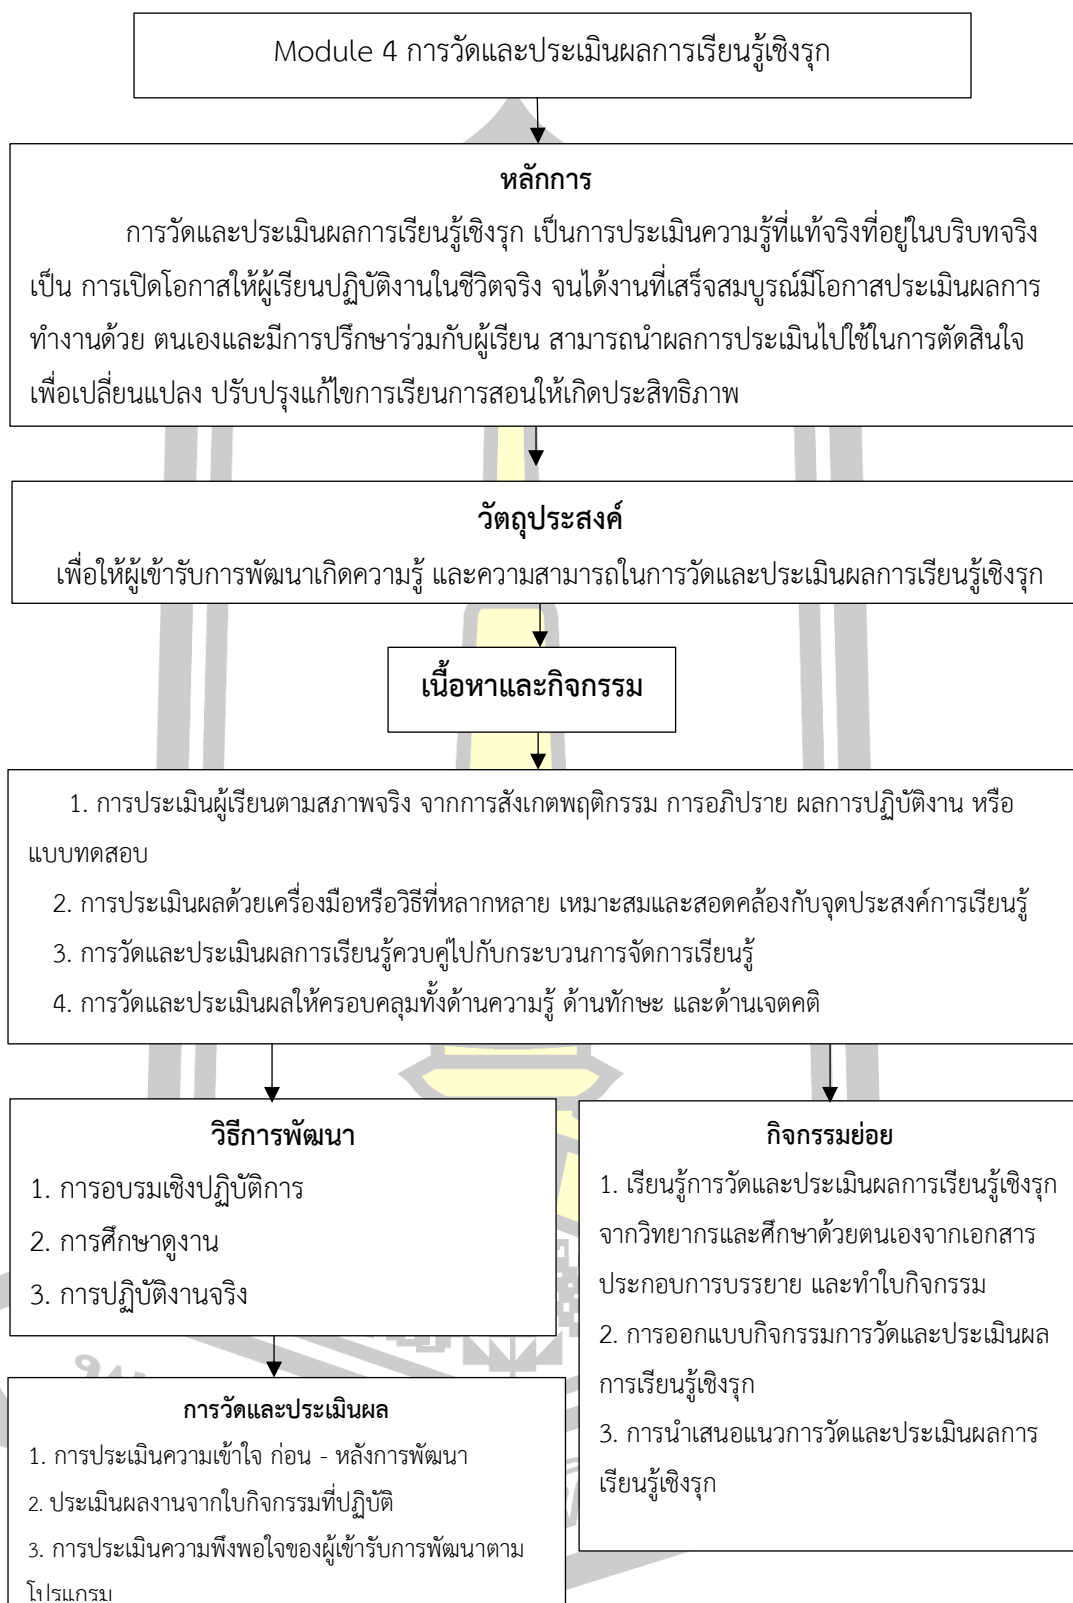 Module 4 การวัดและประเมินผลการเรียนรู้เชิงรุก
หลักการ
การวัดและประเมินผลการเรียนรู้เชิงรุก เป็นการประเมินความรู้ที่แท้จริงที่อยู่ในบริบทจริง
เป็น การเปิดโอกาสให้ผู้เรียนปฏิบัติงานในชีวิตจริง จนได้งานที่เสร็จสมบูรณ์มีโอกาสประเมินผลการ
ทำงานด้วย ตนเองและมีการปรึกษาร่วมกับผู้เรียน สามารถนำผลการประเมินไปใช้ในการตัดสินใจ
เพื่อเปลี่ยนแปลง ปรับปรุงแก้ไขการเรียนการสอนให้เกิดประสิทธิภาพ
วัตถุประสงค์
เพื่อให้ผู้เข้ารับการพัฒนาเกิดความรู้ และความสามารถในการวัดและประเมินผลการเรียนรู้เชิงรุก
เนื้อหาและกิจกรรม
1. การประเมินผู้เรียนตามสภาพจริง จากการสังเกตพฤติกรรม การอภิปราย ผลการปฏิบัติงาน หรือ
แบบทดสอบ
2. การประเมินผลด้วยเครื่องมือหรือวิธีที่หลากหลาย เหมาะสมและสอดคล้องกับจุดประสงค์การเรียนรู้
3. การวัดและประเมินผลการเรียนรู้ควบคู่ไปกับกระบวนการจัดการเรียนรู้
4. การวัดและประเมินผลให้ครอบคลุมทั้งด้านความรู้ ด้านทักษะ และด้านเจตคติ
วิธีการพัฒนา
1. การอบรมเชิงปฏิบัติการ
2. การศึกษาดูงาน
3. การปฏิบัติงานจริง
กิจกรรมย่อย
1. เรียนรู้การวัดและประเมินผลการเรียนรู้เชิงรุก
จากวิทยากรและศึกษาด้วยตนเองจากเอกสาร
ประกอบการบรรยาย และทำใบกิจกรรม
2. การออกแบบกิจกรรมการวัดและประเมินผล
การเรียนรู้เชิงรุก
3. การนำเสนอแนวการวัดและประเมินผลการ
เรียนรู้เชิงรุก
การวัดและประเมินผล
1. การประเมินความเข้าใจ ก่อน - หลังการพัฒนา
2. ประเมินผลงานจากใบกิจกรรมที่ปฏิบัติ
3. การประเมินความพึงพอใจของผู้เข้ารับการพัฒนาตาม
โปรแกรม